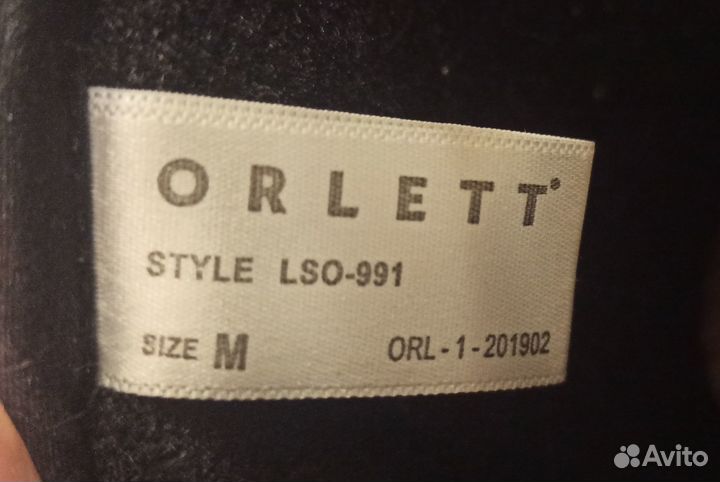 ORLETT®
STYLE LSO-991
SIZE M ORL-1-201902
Avito